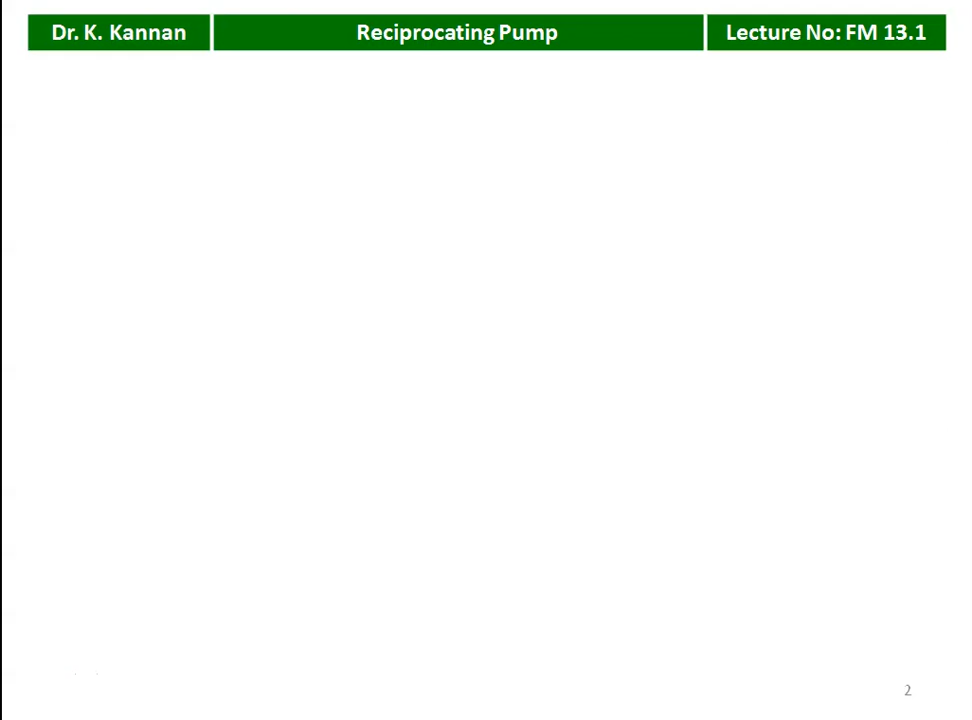 Dr. K. Kannan
Reciprocating Pump
Lecture No: FM 13.1
2